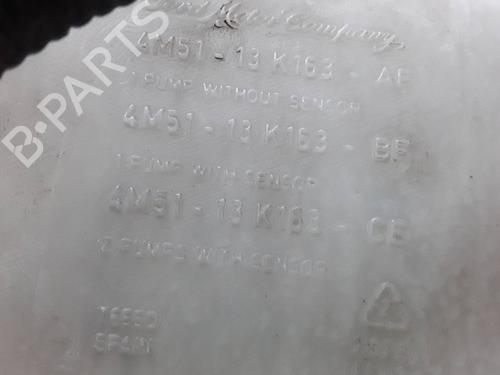 Ford Motor Company
4M51-13 K163-AF
1 PUMP WITHOUT SENSOR
4M51-13 K163-BF
1 PUMP WITH SENSOR
4M51-13 K163-CE
2 PUMPS WITH SENSOR
SPAIN
B-PARTS